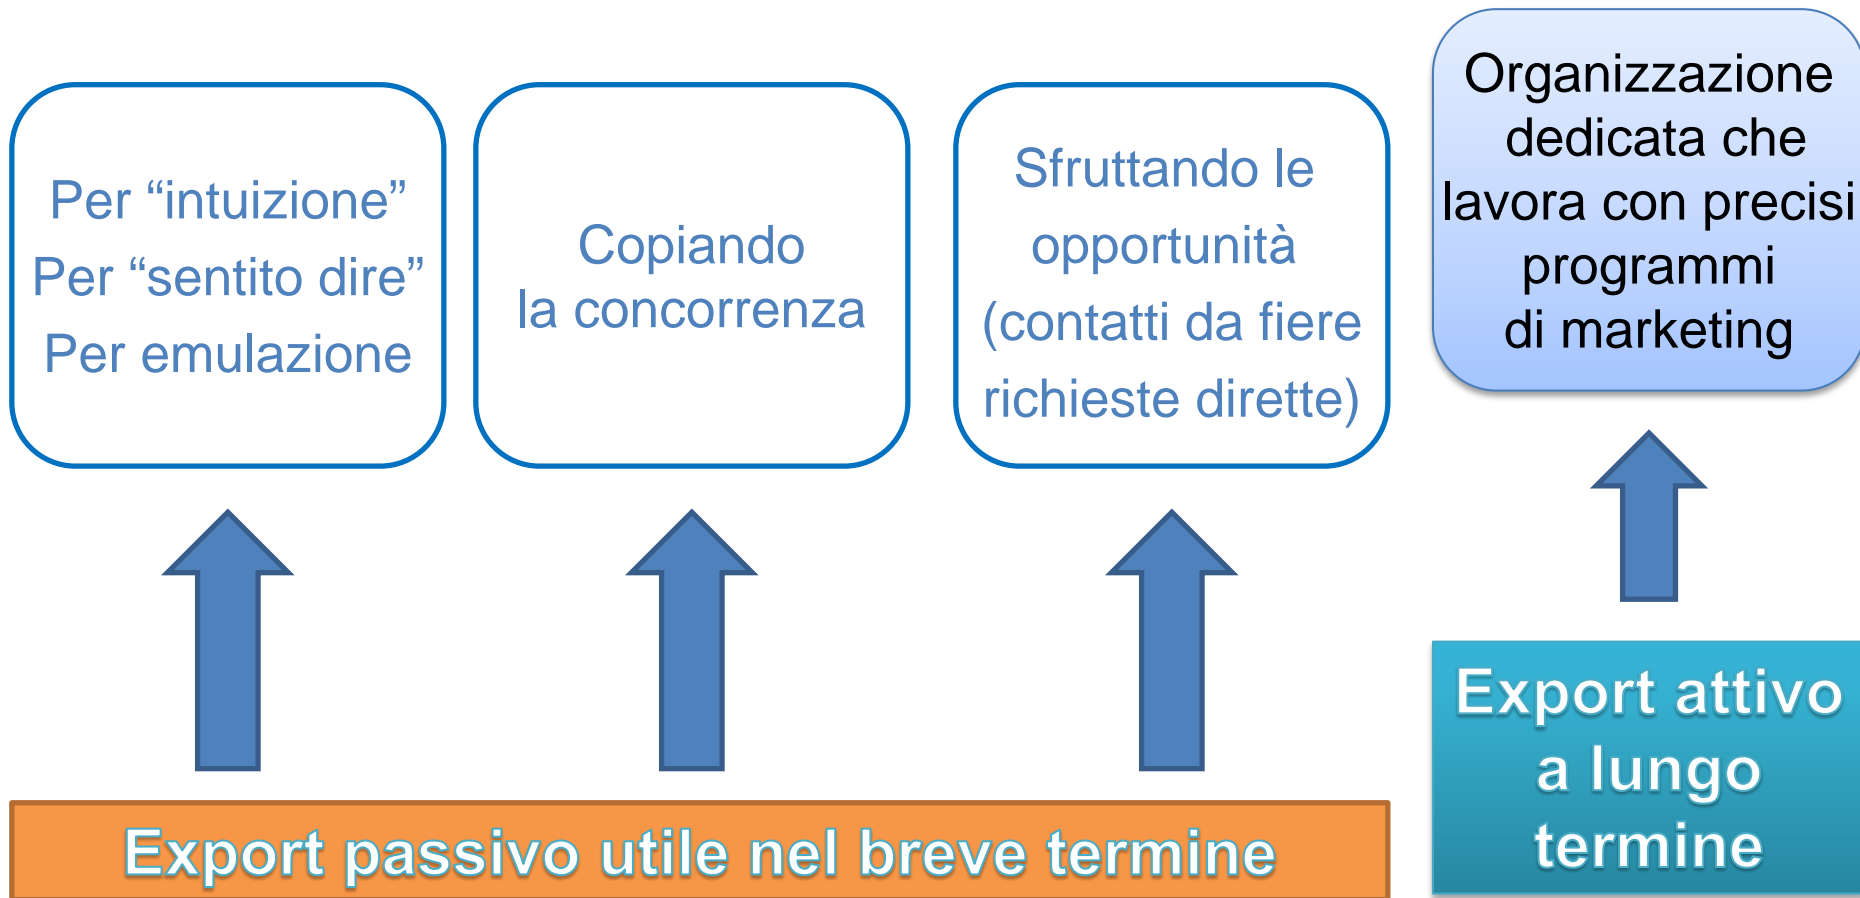 Per “intuizione”
Per “sentito dire”
Per emulazione
Copiando
la concorrenza
Sfruttando le
opportunità
(contatti da fiere
richieste dirette)
Organizzazione
dedicata che
lavora con precisi
programmi
di marketing
Export passivo utile nel breve termine
Export attivo
a lungo
termine